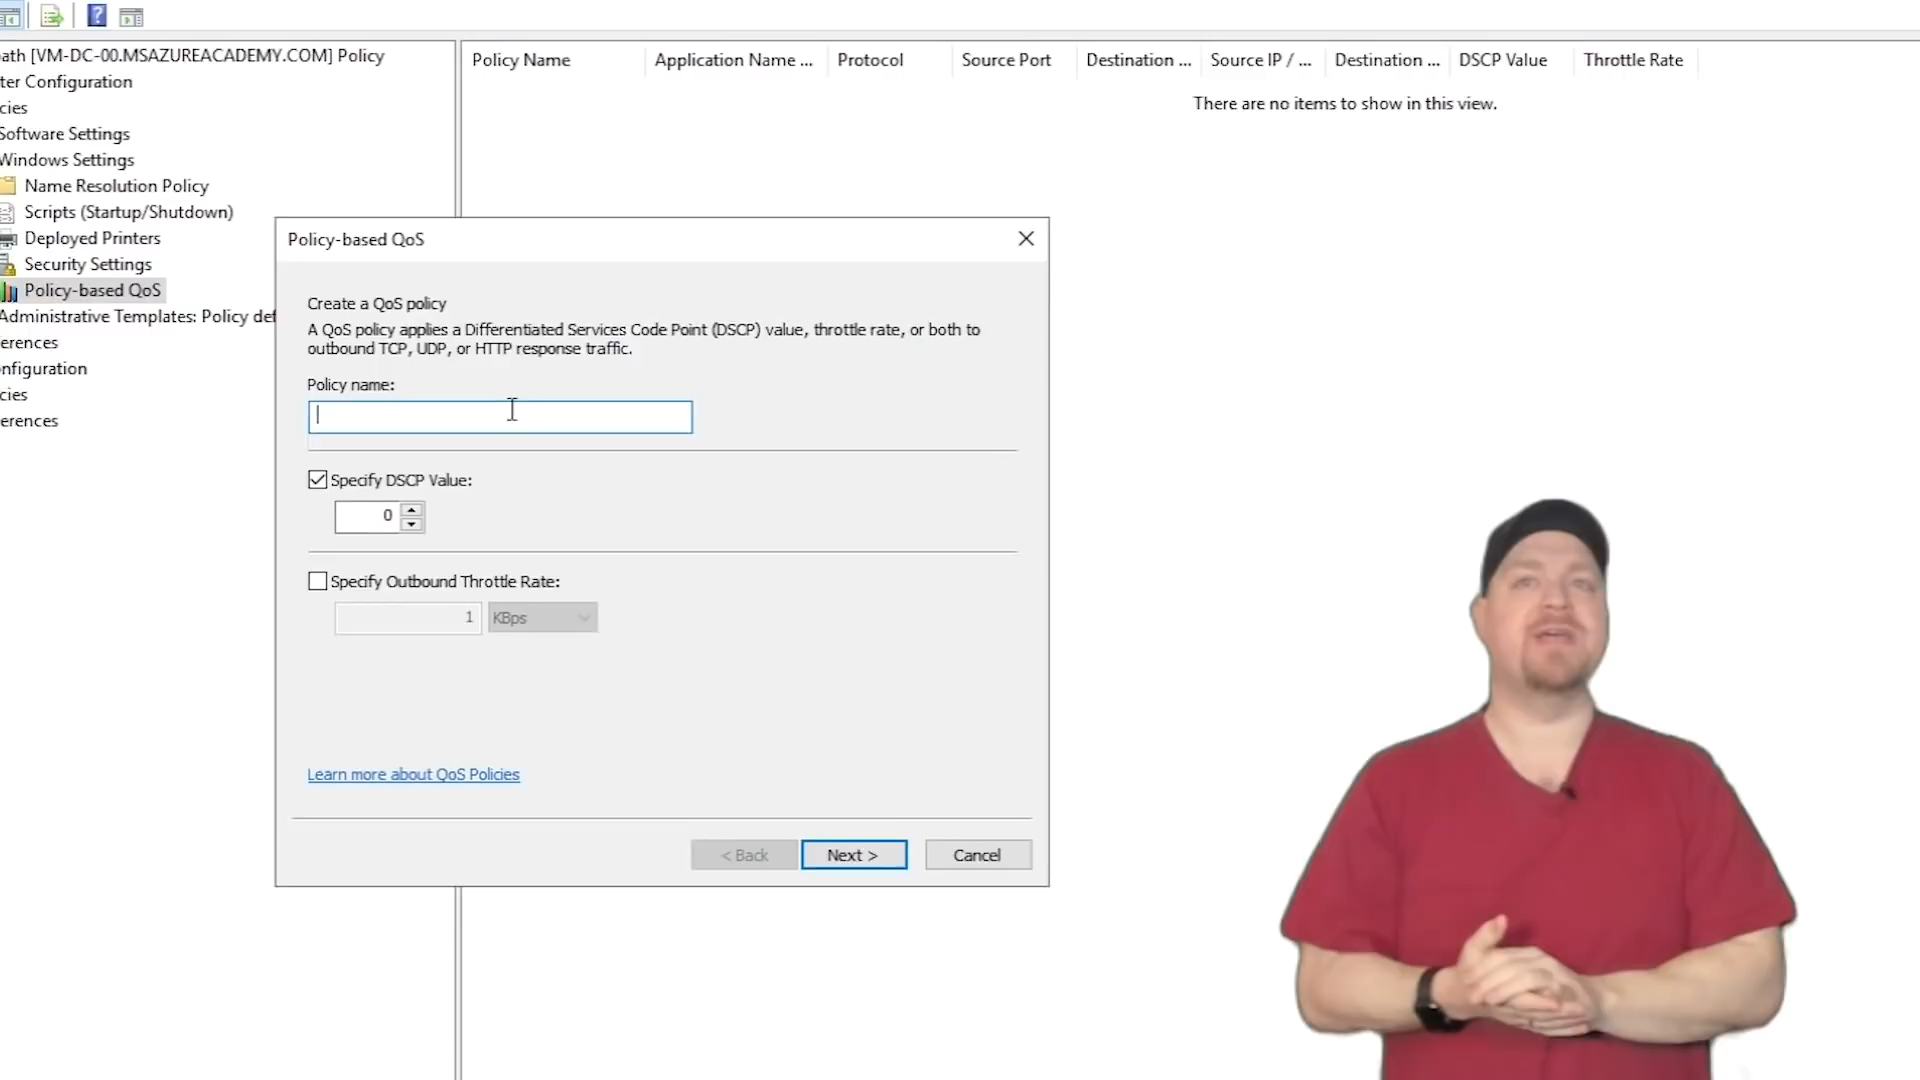 ath [VM-DC-00.MSAZUREACADEMY.COM] Policy
ter Configuration
cies
Software Settings
Windows Settings
Name Resolution Policy
Scripts (Startup/Shutdown)
Deployed Printers
Security Settings
Policy-based QoS
Administrative Templates: Policy def
erences
nfiguration
cies
erences
Policy Name Application Name ... Protocol Source Port Destination ... Source IP / ... Destination ... DSCP Value Throttle Rate
There are no items to show in this view.
Policy-based QoS
Create a QoS policy
A QoS policy applies a Differentiated Services Code Point (DSCP) value, throttle rate, or both to
outbound TCP, UDP, or HTTP response traffic.
Policy name:
Specify DSCP Value:
0
Specify Outbound Throttle Rate:
1 KBps
Learn more about QoS Policies
< Back Next > Cancel